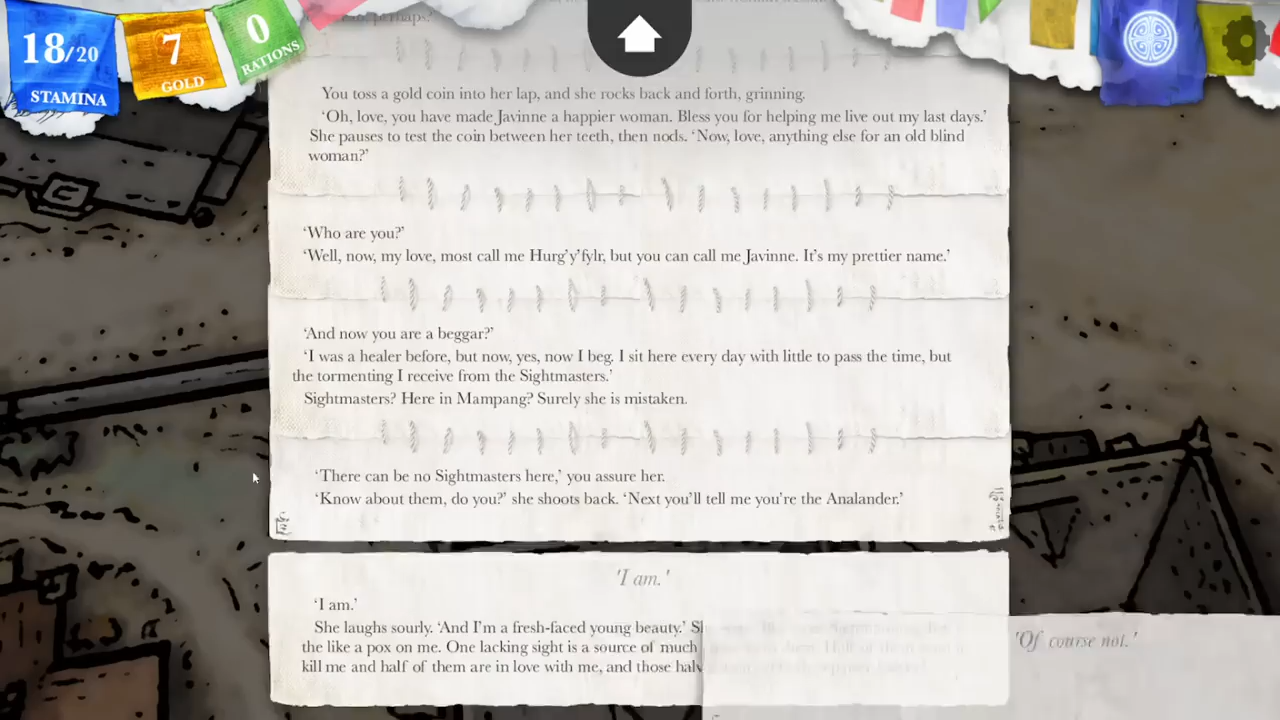 18/20
STAMINA
7
GOLD
0
RATIONS
perhaps?'
You toss a gold coin into her lap, and she rocks back and forth, grinning.
‘Oh, love, you have made Javinne a happier woman. Bless you for helping me live out my last days.’
She pauses to test the coin between her teeth, then nods. ‘Now, love, anything else for an old blind
woman?’
‘Who are you?’
‘Well, now, my love, most call me Hurg’y’fylr, but you can call me Javinne. It’s my prettier name.’
‘And now you are a beggar?’
‘I was a healer before, but now, yes, now I beg. I sit here every day with little to pass the time, but
the tormenting I receive from the Sightmasters.’
Sightmasters? Here in Mampang? Surely she is mistaken.
‘There can be no Sightmasters here,’ you assure her.
‘Know about them, do you?’ she shoots back. ‘Next you’ll tell me you’re the Analander.’
'I am.'
‘I am.’
She laughs sourly. ‘And I’m a fresh-faced young beauty.’
the like a pox on me. One lacking sight is a source of much
kill me and half of them are in love with me, and those
'Of course not.'